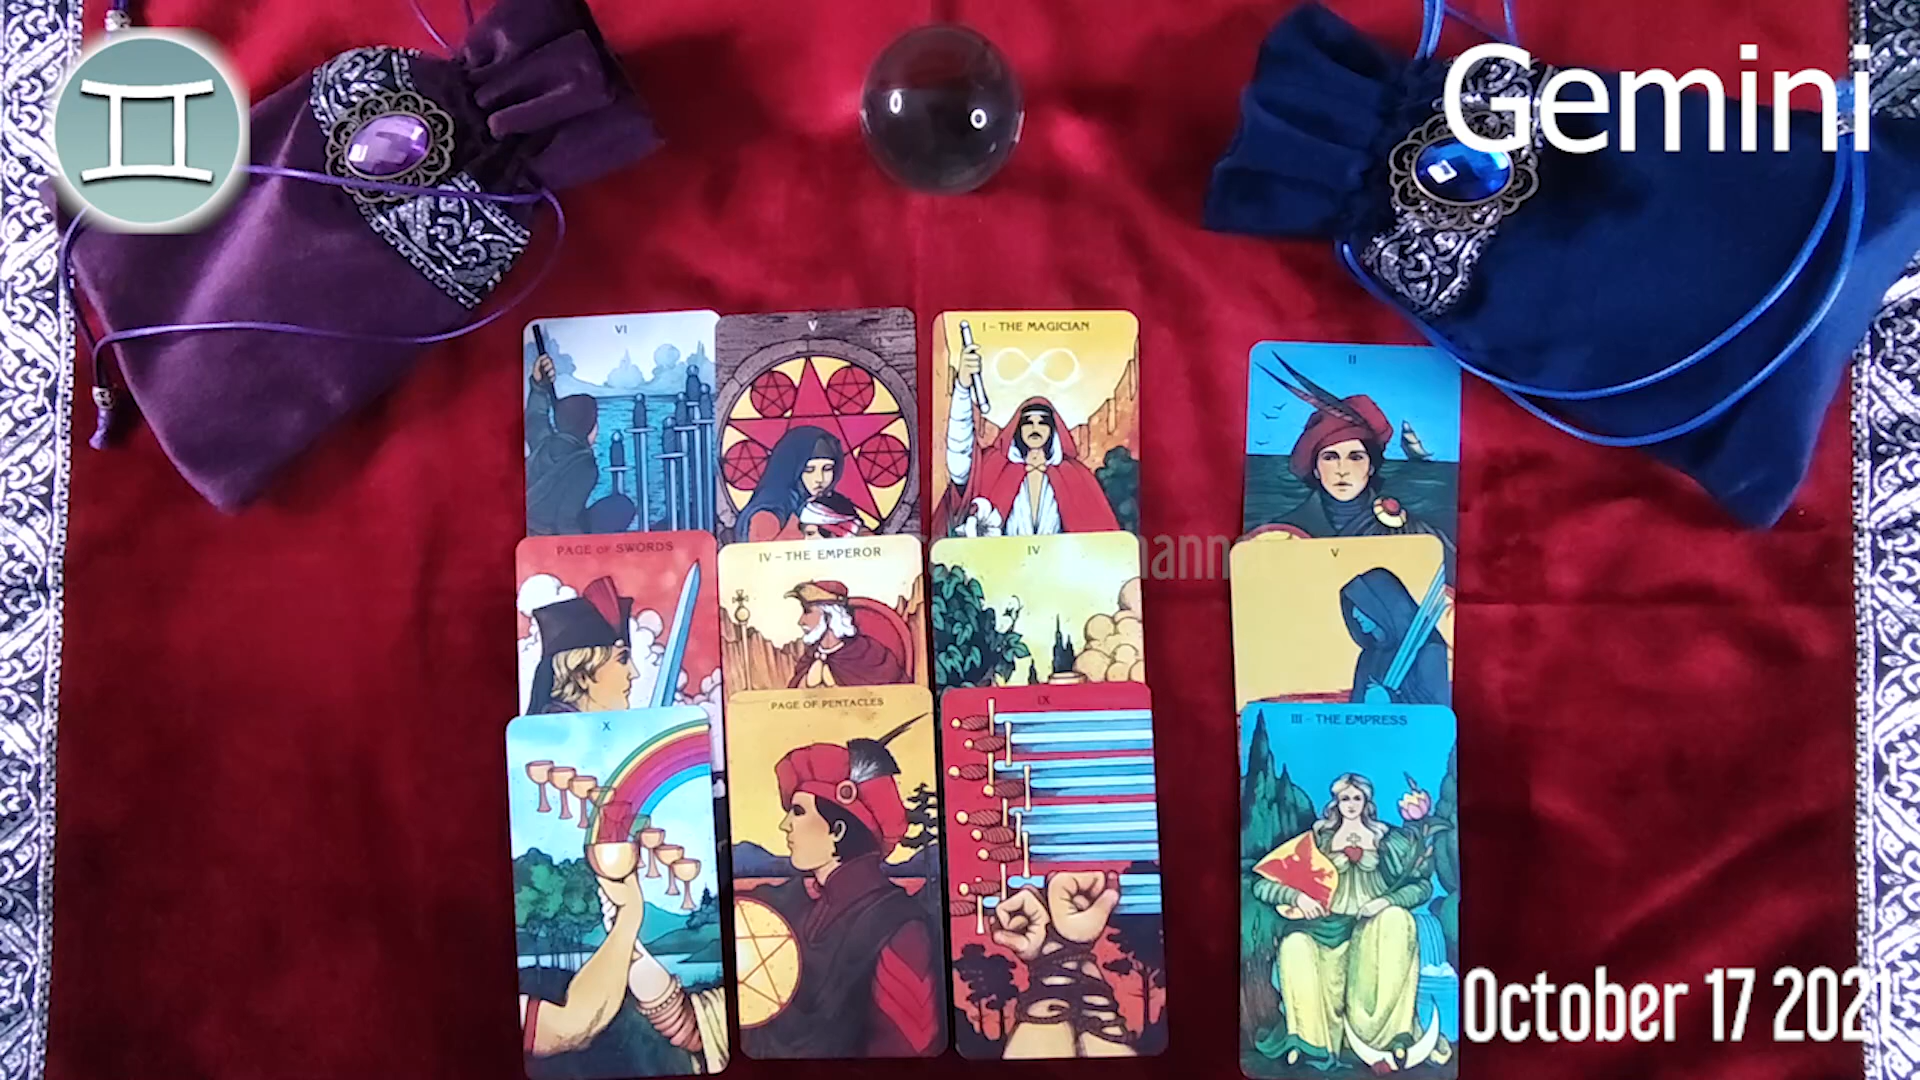 Gemini
VI
V
I - THE MAGICIAN
II
PAGE OF SWORDS
IV - THE EMPEROR
IV
V
X
PAGE OF PENTACLES
IX
III - THE EMPRESS
October 17 2021